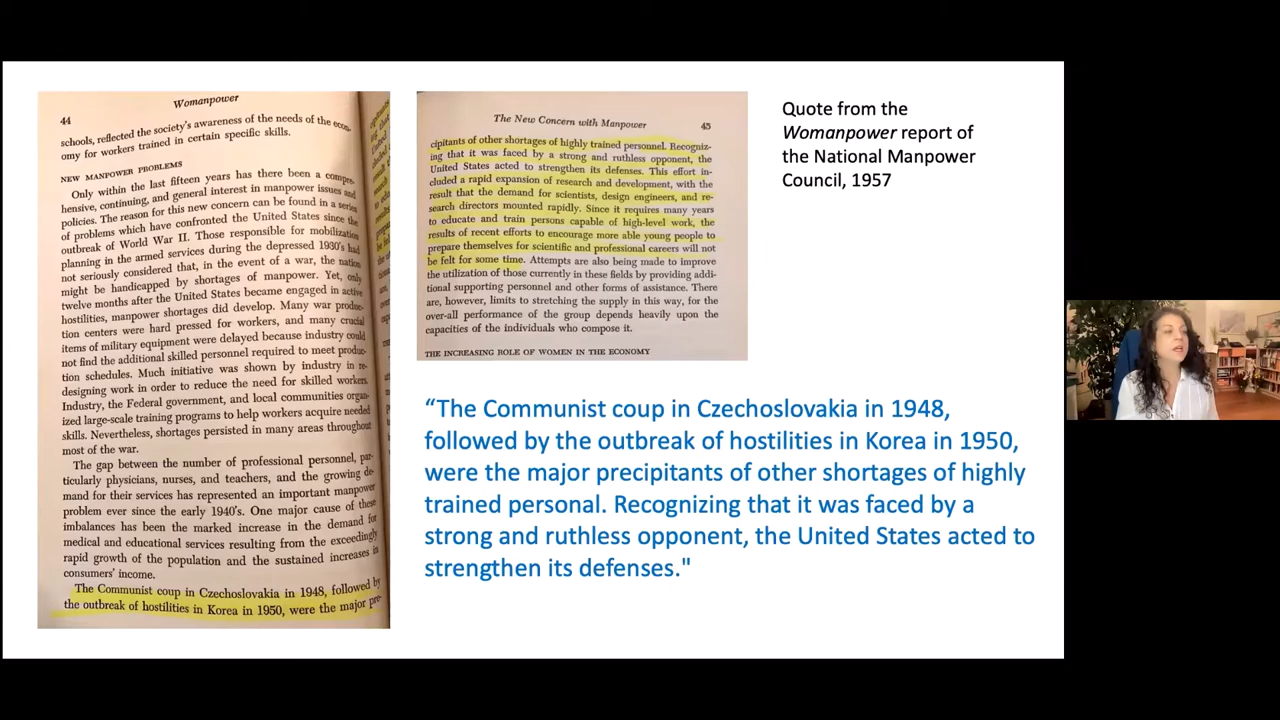 Womanpower
44
schools, reflected the society's awareness of the needs of the econ-
omy for workers trained in certain specific skills.
NEW MANPOWER PROBLEMS
Only within the last fifteen years has there been a compre-
hensive, continuing, and general interest in manpower issues and
policies. The reason for this new concern can be found in a series
of problems which have confronted the United States since the
outbreak of World War II. Those responsible for mobilization
planning in the armed services during the depressed 1930's had
not seriously considered that, in the event of a war, the nation
might be handicapped by shortages of manpower. Yet, only
twelve months after the United States became engaged in active
hostilities, manpower shortages did develop. Many war produc-
tion centers were hard pressed for workers, and many crucial
items of military equipment were delayed because industry could
not find the additional skilled personnel required to meet produc-
tion schedules. Much initiative was shown by industry in re-
designing work in order to reduce the need for skilled workers.
Industry, the Federal government, and local communities organ-
ized large-scale training programs to help workers acquire needed
skills. Nevertheless, shortages persisted in many areas throughout
most of the war.
The gap between the number of professional personnel, par-
ticularly physicians, nurses, and teachers, and the growing de-
mand for their services has represented an important manpower
problem ever since the early 1940's. One major cause of these
imbalances has been the marked increase in the demand for
medical and educational services resulting from the exceedingly
rapid growth of the population and the sustained increases in
consumers' income.
The Communist coup in Czechoslovakia in 1948, followed by
the outbreak of hostilities in Korea in 1950, were the major pre-
The New Concern with Manpower 45
cipitants of other shortages of highly trained personnel. Recogniz-
ing that it was faced by a strong and ruthless opponent, the
United States acted to strengthen its defenses. This effort in-
cluded a rapid expansion of research and development, with the
result that the demand for scientists, design engineers, and re-
search directors mounted rapidly. Since it requires many years
to educate and train persons capable of high-level work, the
results of recent efforts to encourage more able young people to
prepare themselves for scientific and professional careers will not
be felt for some time. Attempts are also being made to improve
the utilization of those currently in these fields by providing addi-
tional supporting personnel and other forms of assistance. There
are, however, limits to stretching the supply in this way, for the
over-all performance of the group depends heavily upon the
capacities of the individuals who compose it.
THE INCREASING ROLE OF WOMEN IN THE ECONOMY
Quote from the
Womanpower report of
the National Manpower
Council, 1957
“The Communist coup in Czechoslovakia in 1948,
followed by the outbreak of hostilities in Korea in 1950,
were the major precipitants of other shortages of highly
trained personal. Recognizing that it was faced by a
strong and ruthless opponent, the United States acted to
strengthen its defenses."